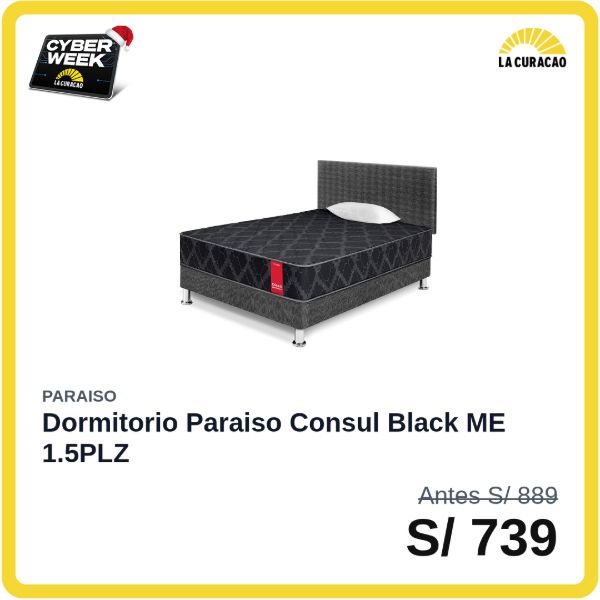 CYBER
WEEK
LA CURACAO
LA CURACAO
PARAISO
Dormitorio Paraiso Consul Black ME
1.5PLZ
Antes S/ 889
S/ 739